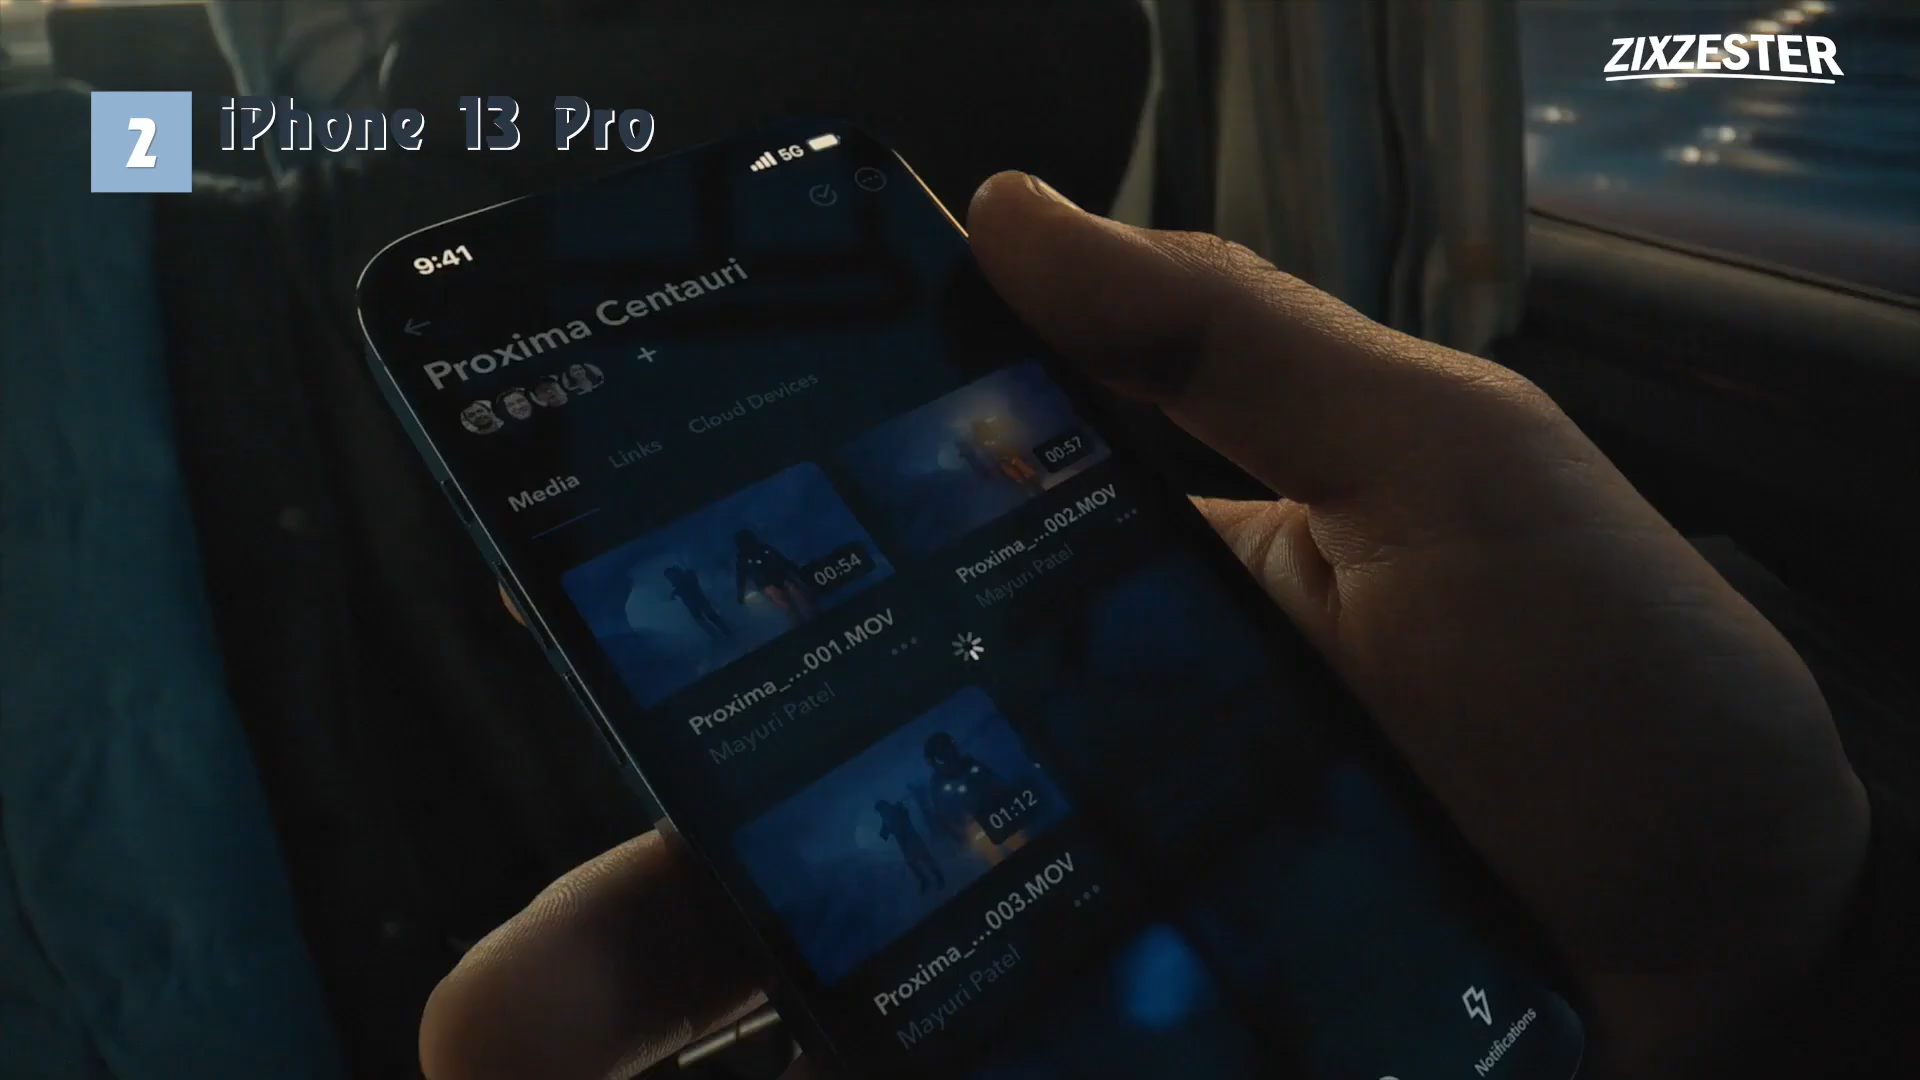 ZIXZESTER
2 iPhone 13 Pro
5G
9:41
Proxima Centauri
Media Links Cloud Devices
00:54
00:57
Proxima_...001.MOV
Mayuri Patel
Proxima_...002.MOV
Mayuri Patel
01:12
Proxima_...003.MOV
Mayuri Patel
Notifications